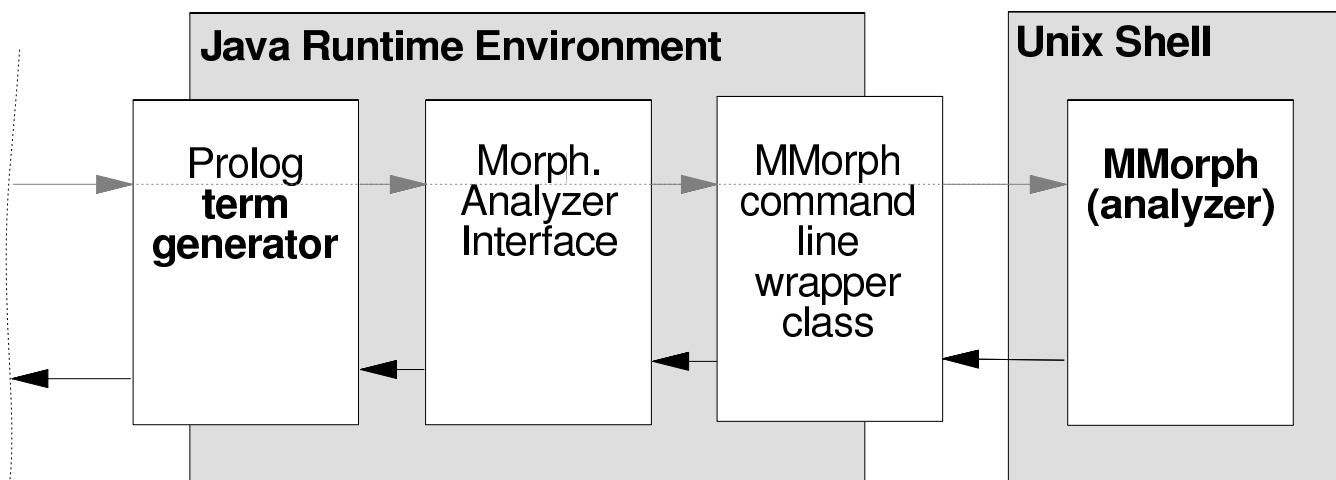 Java Runtime Environment
Unix Shell
Prolog
term
generator
Morph.
Analyzer
Interface
MMorph
command
line
wrapper
class
MMorph
(analyzer)